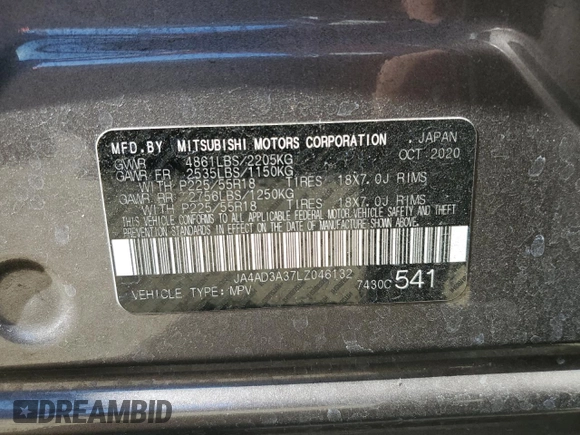 MFD.BY MITSUBISHI MOTORS CORPORATION , JAPAN
GVWR 4861LBS/2205KG OCT 2020
GAWR FR 2535LBS/1150KG
WITH P225/55R18 TIRES 18X7.0J RIMS
GAWR RR 2756LBS/1250KG
WITH P225/55R18 TIRES 18X7.0J RIMS
THIS VEHICLE CONFORMS TO ALL APPLICABLE FEDERAL MOTOR VEHICLE SAFETY AND THEFT
PREVENTION STANDARDS IN EFFECT ON THE DATE OF MANUFACTURE SHOWN ABOVE.
JA4AD3A37LZ046132
VEHICLE TYPE: MPV 7430C 541
DREAMBID